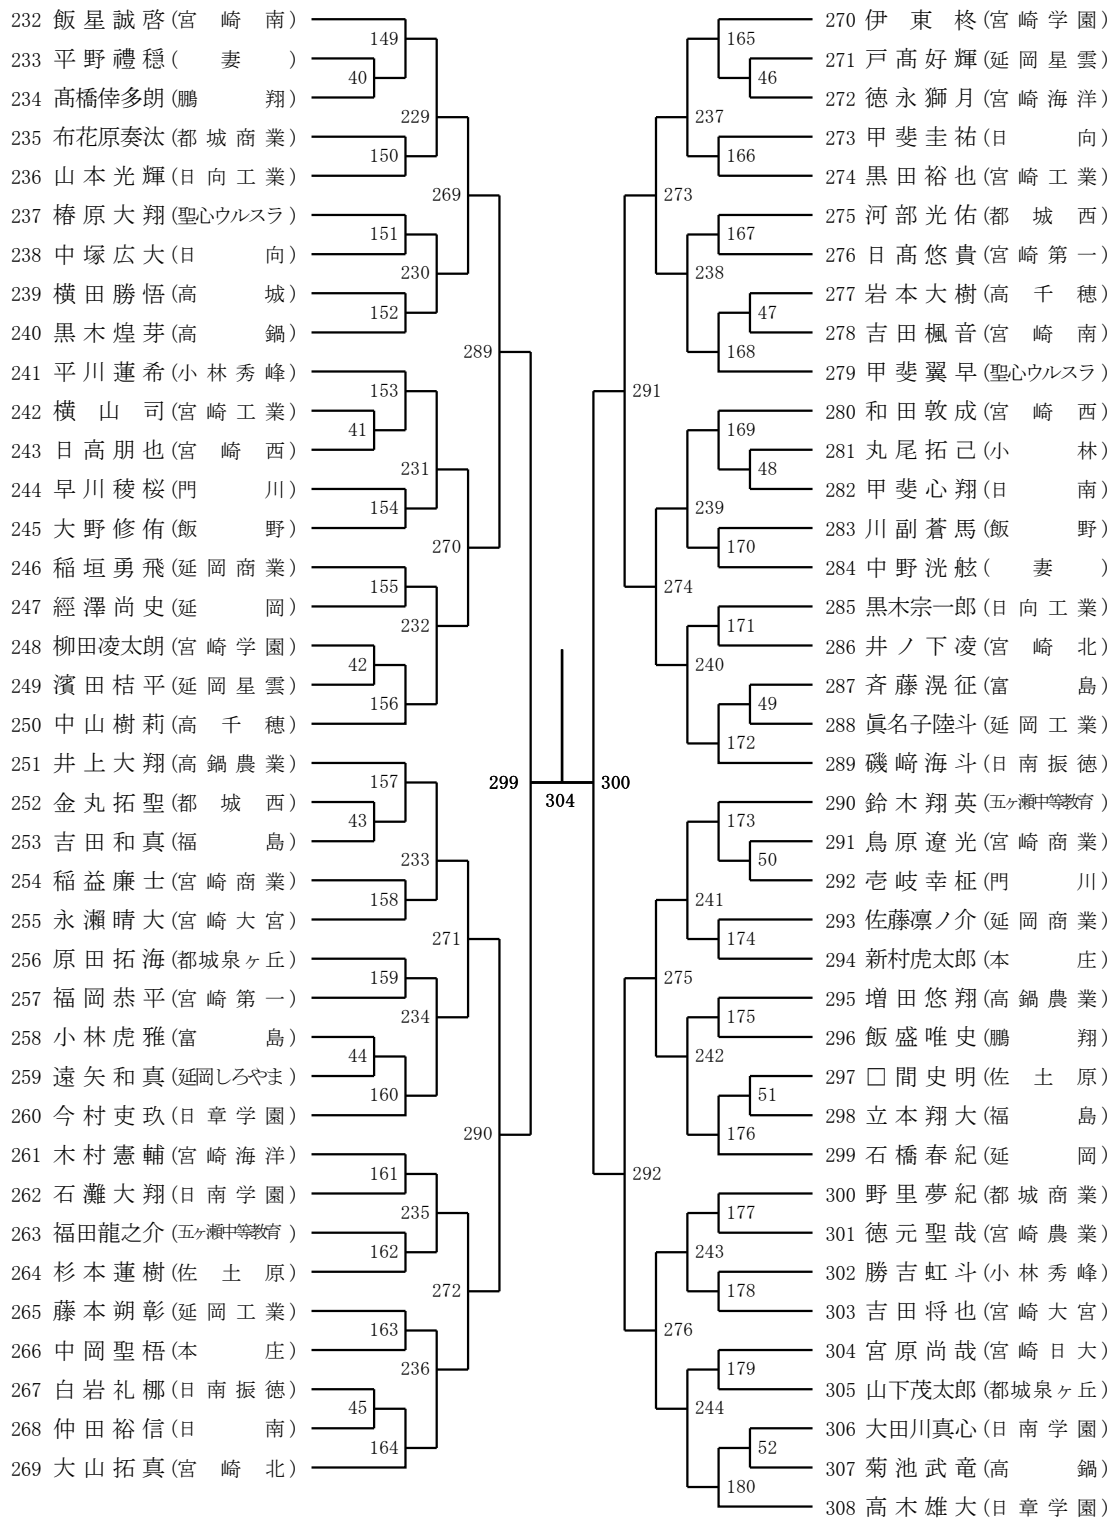 232 飯星誠啓(宮崎南)
233 平野禮穏(妻)
234 髙橋倖多朗(鵬翔)
235 布花原奏汰(都城商業)
236 山本光輝(日向工業)
237 椿原大翔(聖心ウルスラ)
238 中塚広大(日向)
239 横田勝悟(高城)
240 黒木煌芽(高鍋)
241 平川蓮希(小林秀峰)
242 横山司(宮崎工業)
243 日高朋也(宮崎西)
244 早川稜桜(門川)
245 大野修侑(飯野)
246 稲垣勇飛(延岡商業)
247 經澤尚史(延岡)
248 柳田凌太朗(宮崎学園)
249 濱田桔平(延岡星雲)
250 中山樹莉(高千穂)
251 井上大翔(高鍋農業)
252 金丸拓聖(都城西)
253 吉田和真(福島)
254 稲益廉士(宮崎商業)
255 永瀬晴大(宮崎大宮)
256 原田拓海(都城泉ヶ丘)
257 福岡恭平(宮崎第一)
258 小林虎雅(富島)
259 遠矢和真(延岡しろやま)
260 今村吏玖(日章学園)
261 木村憲輔(宮崎海洋)
262 石灘大翔(日南学園)
263 福田龍之介(五ヶ瀬中等教育)
264 杉本蓮樹(佐土原)
265 藤本朔彰(延岡工業)
266 中岡聖梧(本庄)
267 白岩礼梛(日南振徳)
268 仲田裕信(日南)
269 大山拓真(宮崎北)
149
40
229
150
269
151
230
152
289
153
41
231
154
270
155
232
42
156
157
43
233
158
271
159
234
44
160
290
161
235
162
272
163
236
45
164
299
304
300
165
46
237
166
273
167
238
47
168
291
169
48
239
170
274
171
240
49
172
173
50
241
174
275
175
242
51
176
292
177
243
178
276
179
244
52
180
270 伊東柊(宮崎学園)
271 戸髙好輝(延岡星雲)
272 徳永獅月(宮崎海洋)
273 甲斐圭祐(日向)
274 黒田裕也(宮崎工業)
275 河部光佑(都城西)
276 日髙悠貴(宮崎第一)
277 岩本大樹(高千穂)
278 吉田楓音(宮崎南)
279 甲斐翼早(聖心ウルスラ)
280 和田敦成(宮崎西)
281 丸尾拓己(小林)
282 甲斐心翔(日南)
283 川副蒼馬(飯野)
284 中野洸舷(妻)
285 黒木宗一郎(日向工業)
286 井ノ下凌(宮崎北)
287 斉藤滉征(富島)
288 眞名子陸斗(延岡工業)
289 磯﨑海斗(日南振徳)
290 鈴木翔英(五ヶ瀬中等教育)
291 鳥原遼光(宮崎商業)
292 壱岐幸柾(門川)
293 佐藤凛ノ介(延岡商業)
294 新村虎太郎(本庄)
295 増田悠翔(高鍋農業)
296 飯盛唯史(鵬翔)
297 □間史明(佐土原)
298 立本翔大(福島)
299 石橋春紀(延岡)
300 野里夢紀(都城商業)
301 徳元聖哉(宮崎農業)
302 勝吉虹斗(小林秀峰)
303 吉田将也(宮崎大宮)
304 宮原尚哉(宮崎日大)
305 山下茂太郎(都城泉ヶ丘)
306 大田川真心(日南学園)
307 菊池武竜(高鍋)
308 高木雄大(日章学園)